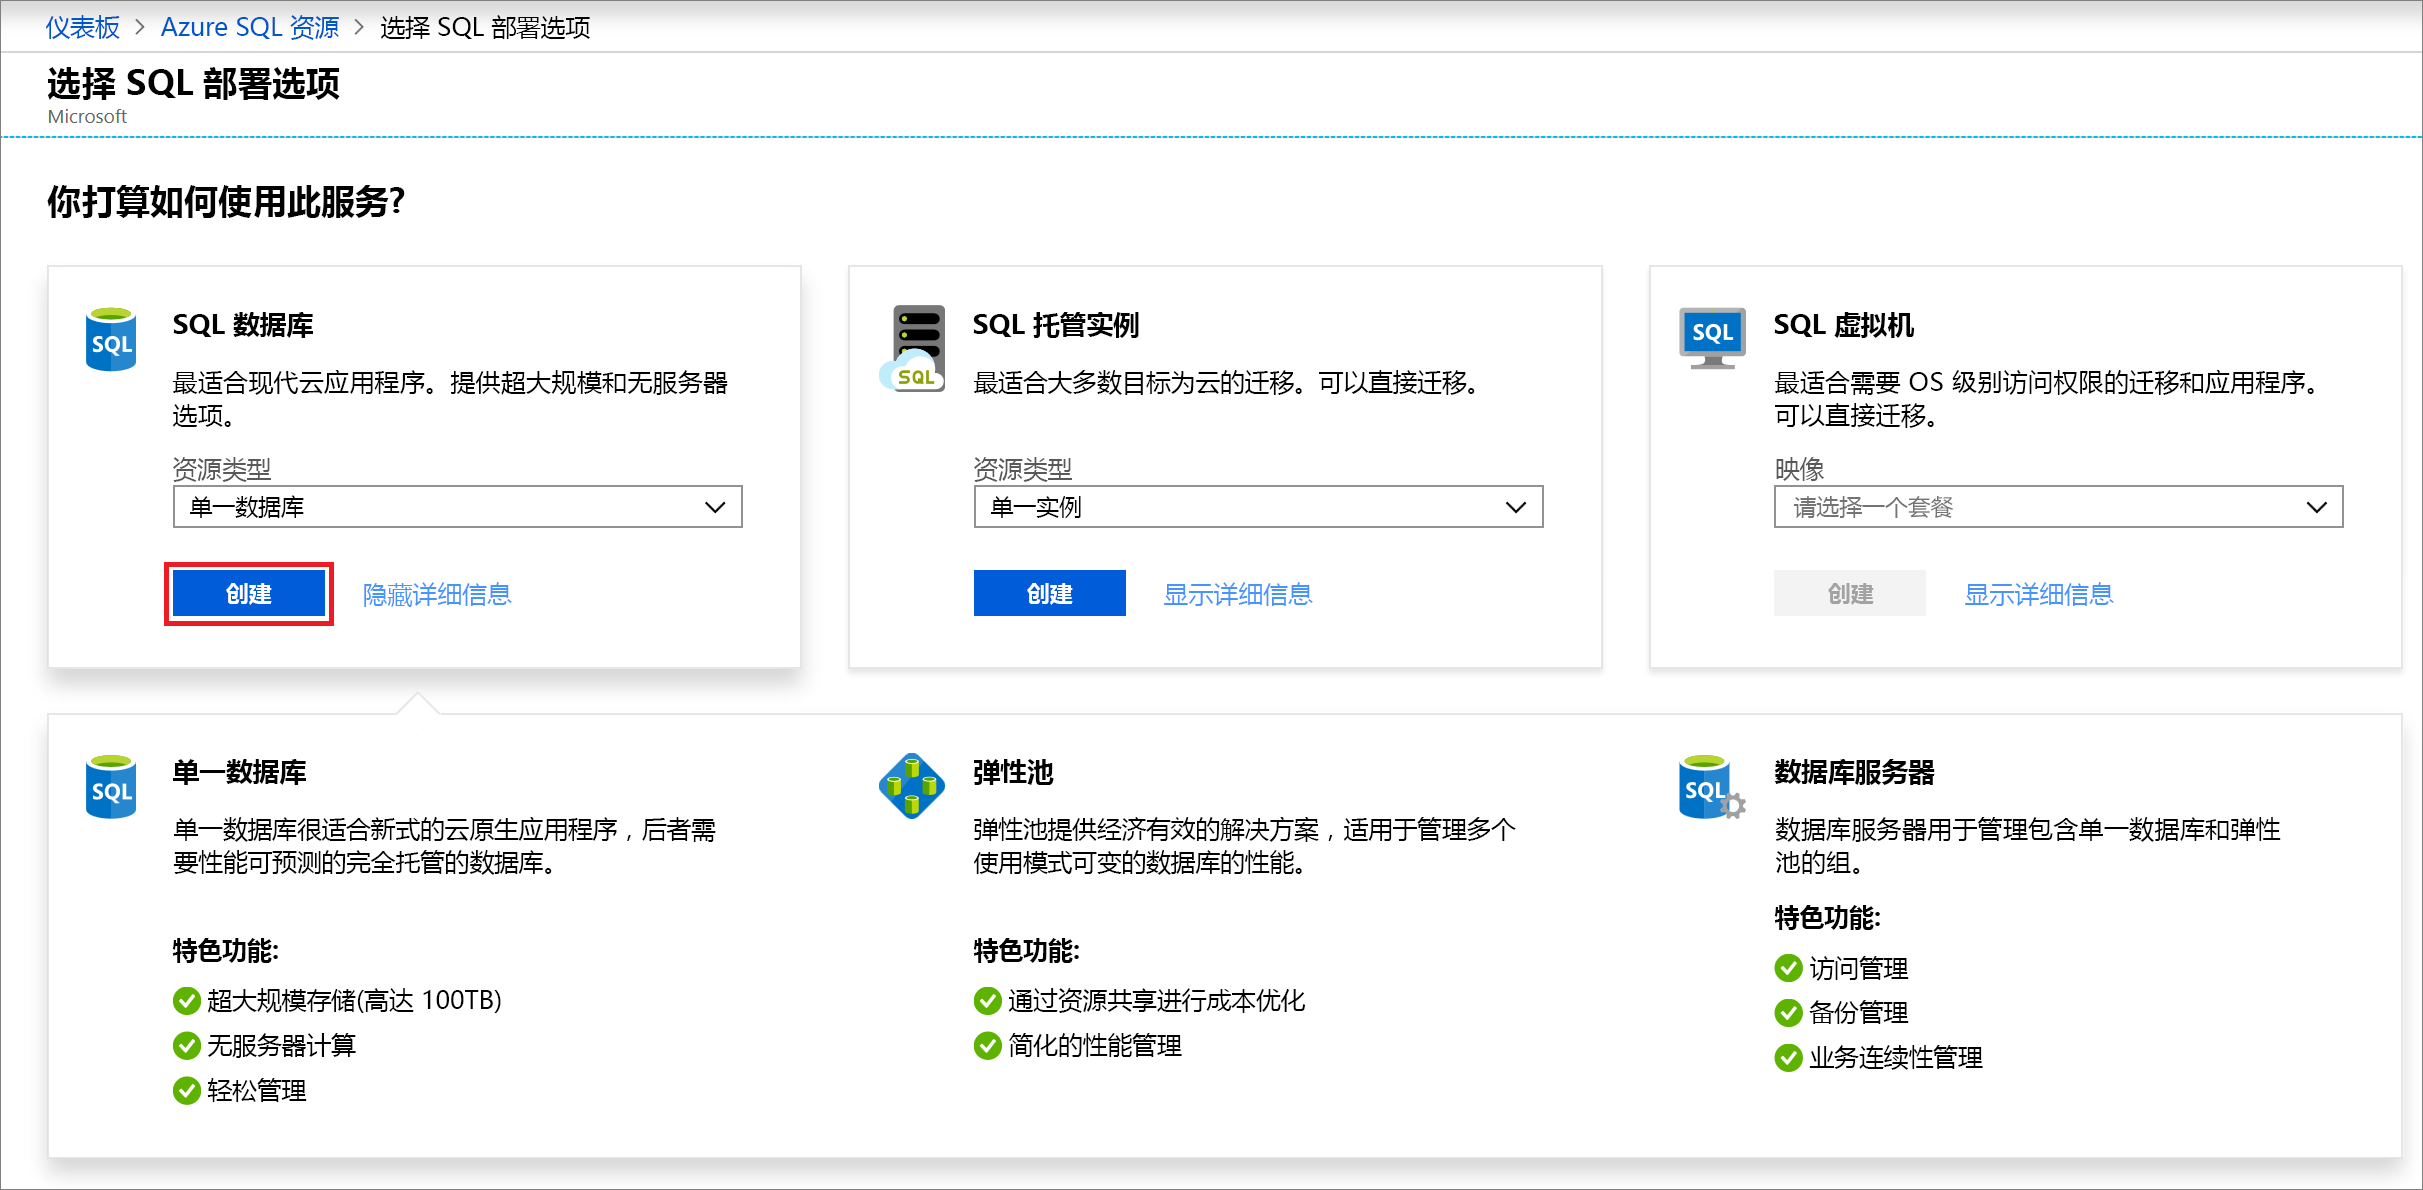 仪表板 > Azure SQL 资源 > 选择 SQL 部署选项
选择 SQL 部署选项
Microsoft
你打算如何使用此服务?
SQL
SQL 数据库
最适合现代云应用程序。提供超大规模和无服务器
选项。
资源类型
单一数据库
创建
隐藏详细信息
SQL
SQL 托管实例
最适合大多数目标为云的迁移。可以直接迁移。
资源类型
单一实例
创建
显示详细信息
SQL
SQL 虚拟机
最适合需要 OS 级别访问权限的迁移和应用程序。
可以直接迁移。
映像
请选择一个套餐
创建
显示详细信息
SQL
单一数据库
单一数据库很适合新式的云原生应用程序，后者需
要性能可预测的完全托管的数据库。
特色功能:
超大规模存储(高达 100TB)
无服务器计算
轻松管理
弹性池
弹性池提供经济有效的解决方案，适用于管理多个
使用模式可变的数据库的性能。
特色功能:
通过资源共享进行成本优化
简化的性能管理
SQL
数据库服务器
数据库服务器用于管理包含单一数据库和弹性
池的组。
特色功能:
访问管理
备份管理
业务连续性管理